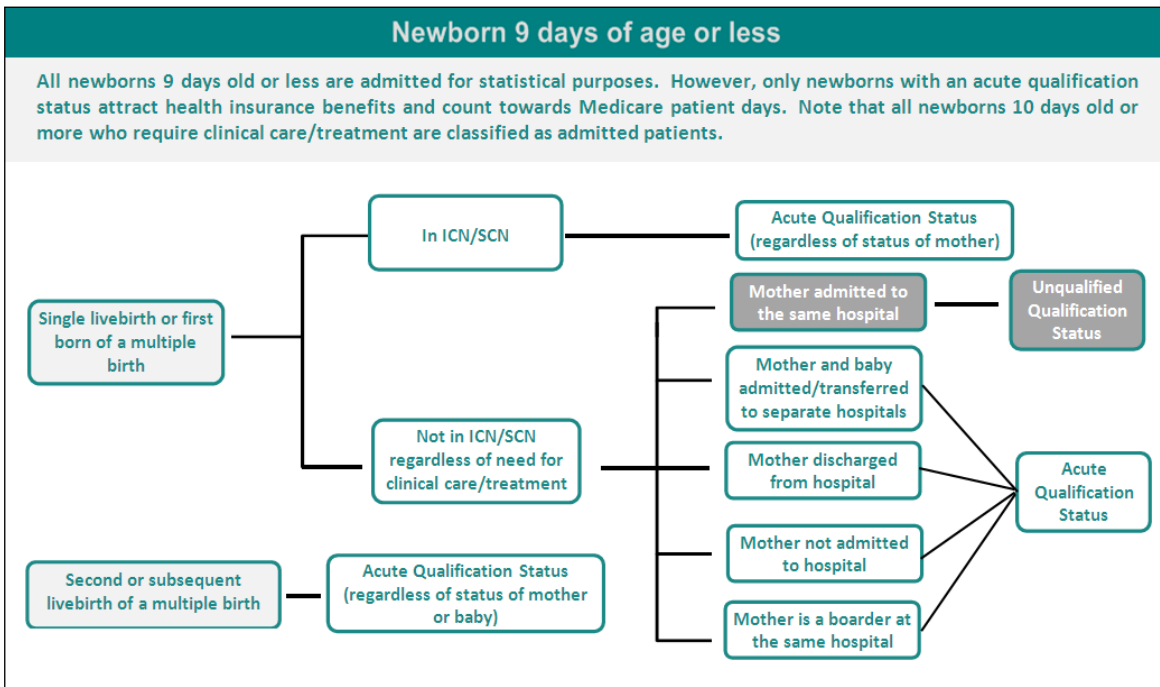 Newborn 9 days of age or less
All newborns 9 days old or less are admitted for statistical purposes. However, only newborns with an acute qualification
status attract health insurance benefits and count towards Medicare patient days. Note that all newborns 10 days old or
more who require clinical care/treatment are classified as admitted patients.
Single livebirth or first
born of a multiple
birth
In ICN/SCN
Acute Qualification Status
(regardless of status of mother)
Not in ICN/SCN
regardless of need for
clinical care/treatment
Mother admitted to
the same hospital
Unqualified
Qualification
Status
Mother and baby
admitted/transferred
to separate hospitals
Mother discharged
from hospital
Mother not admitted
to hospital
Mother is a boarder at
the same hospital
Acute
Qualification
Status
Second or subsequent
livebirth of a multiple birth
Acute Qualification Status
(regardless of status of mother
or baby)